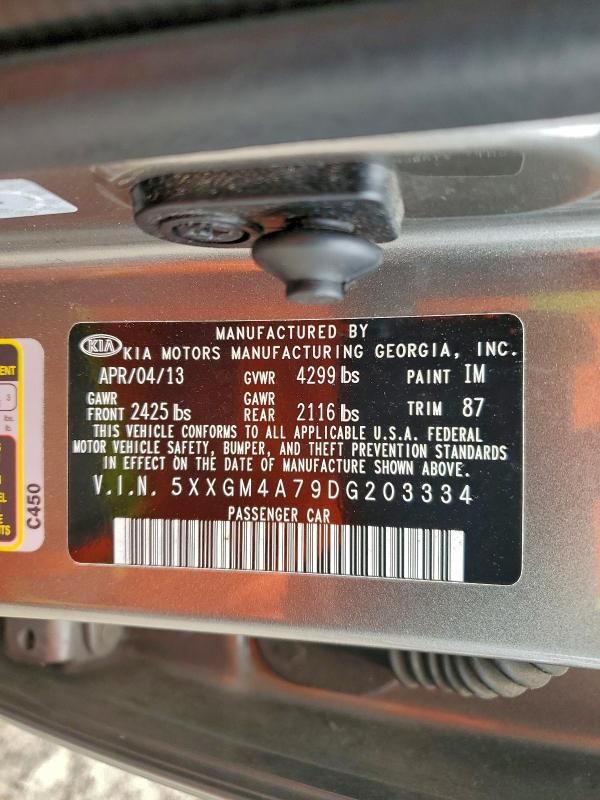 MANUFACTURED BY
KIA KIA MOTORS MANUFACTURING GEORGIA, INC.
APR/04/13 GVWR 4299 lbs PAINT IM
GAWR FRONT 2425 lbs GAWR REAR 2116 lbs TRIM 87
THIS VEHICLE CONFORMS TO ALL APPLICABLE U.S.A. FEDERAL
MOTOR VEHICLE SAFETY, BUMPER, AND THEFT PREVENTION STANDARDS
IN EFFECT ON THE DATE OF MANUFACTURE SHOWN ABOVE.
V.I.N. 5XXGM4A79DG203334
PASSENGER CAR
C450